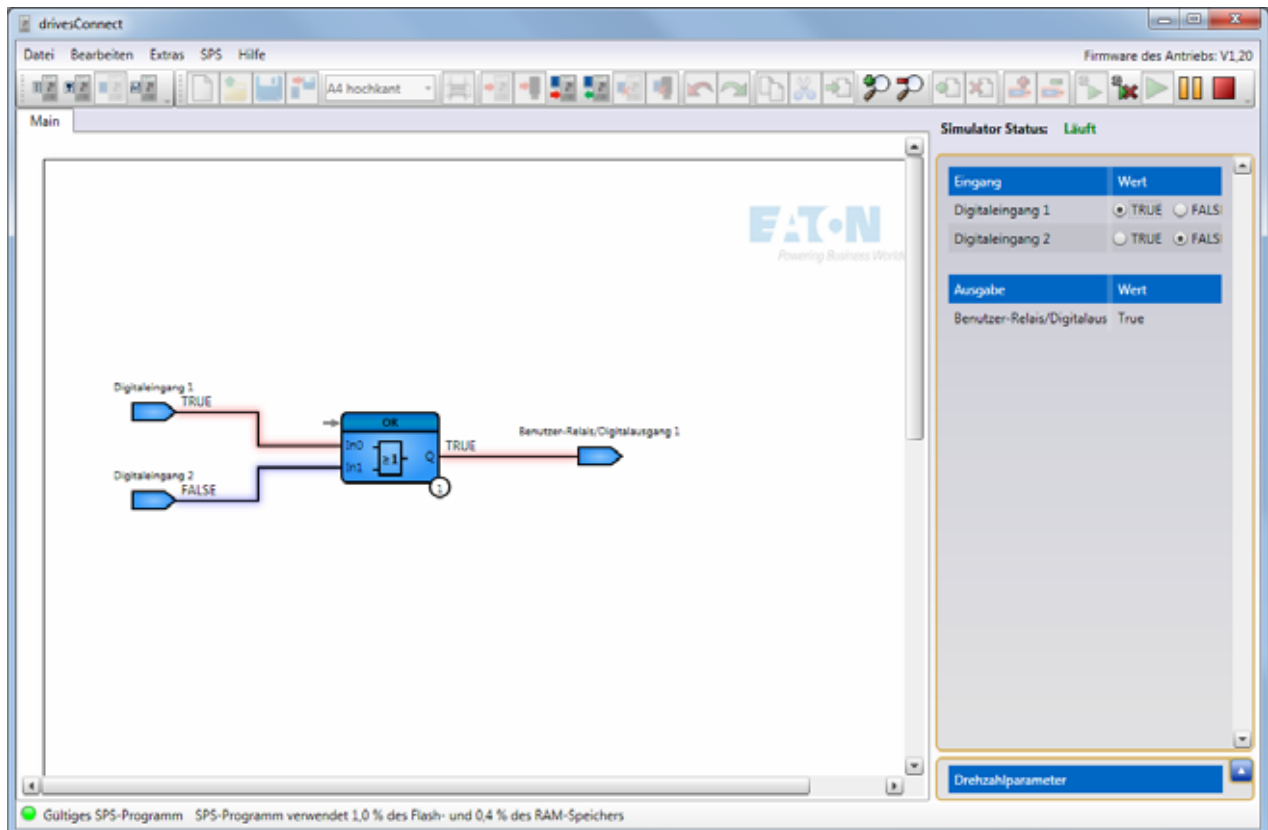 drivesConnect
Datei Bearbeiten Extras SPS Hilfe
Firmware des Antriebs: V1,20
A4 hochkant
Main
Simulator Status: Läuft
EATON
Powering Business World
Eingang Wert
Digitaleingang 1 TRUE FALS
Digitaleingang 2 TRUE FALS
Ausgabe Wert
Benutzer-Relais/Digitalaus True
Digitaleingang 1
TRUE
OR
In0
≥1
Q
In1
TRUE
1
Benutzer-Relais/Digitalausgang 1
Digitaleingang 2
FALSE
Drehzahlparameter
Gültiges SPS-Programm SPS-Programm verwendet 1,0 % des Flash- und 0,4 % des RAM-Speichers